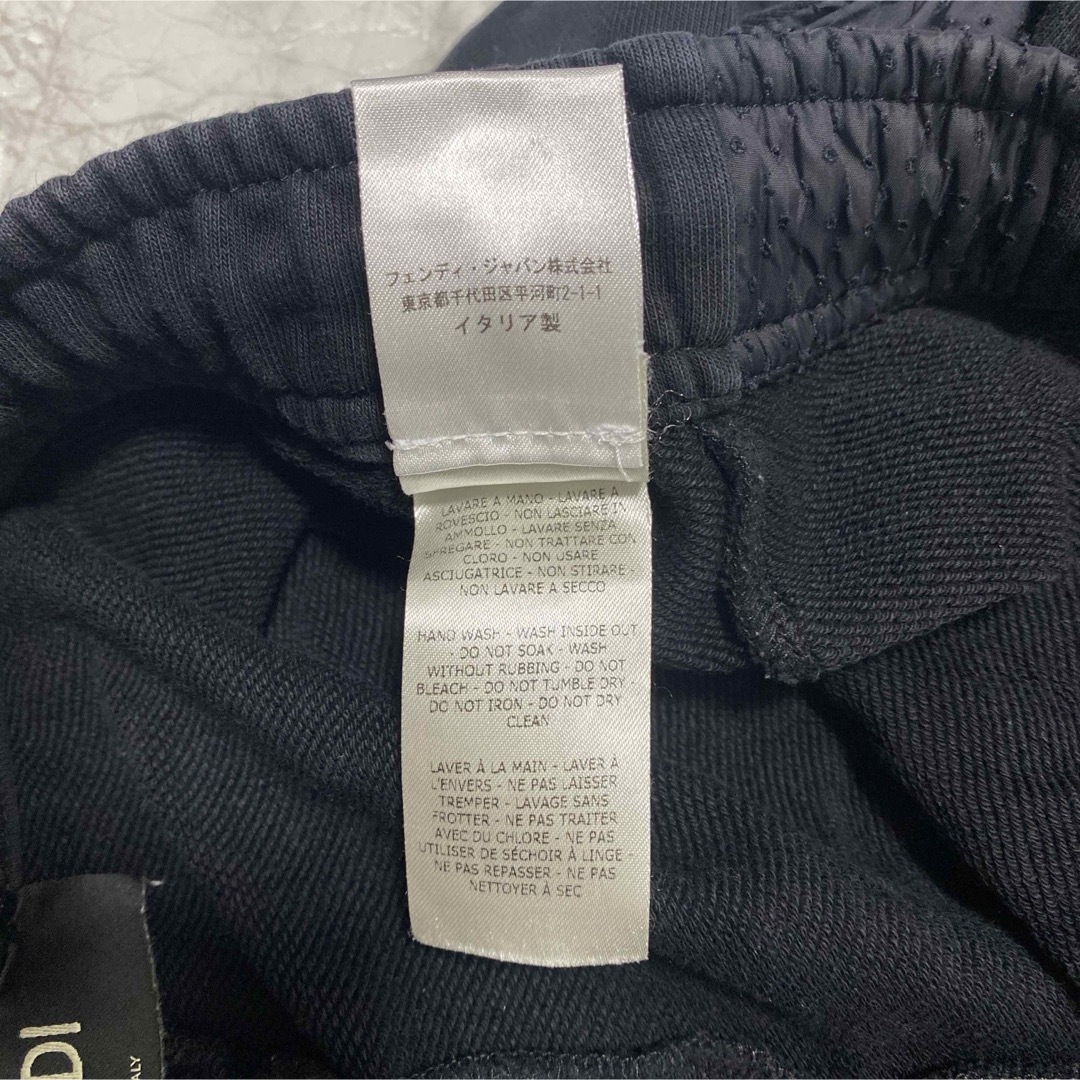 フェンディ・ジャパン株式会社
東京都千代田区平河町2-1-1
イタリア製
LAVARE A MANO - LAVARE A
ROVESCIO - NON LASCIARE IN
AMMOLLO - LAVARE SENZA
SFREGARE - NON TRATTARE CON
CLORO - NON USARE
ASCIUGATRICE - NON STIRARE -
NON LAVARE A SECCO
HAND WASH - WASH INSIDE OUT
- DO NOT SOAK - WASH
WITHOUT RUBBING - DO NOT
BLEACH - DO NOT TUMBLE DRY
DO NOT IRON - DO NOT DRY
CLEAN
LAVER À LA MAIN - LAVER À
L'ENVERS - NE PAS LAISSER
TREMPER - LAVAGE SANS
FROTTER - NE PAS TRAITER
AVEC DU CHLORE - NE PAS
UTILISER DE SÉCHOIR À LINGE -
NE PAS REPASSER - NE PAS
NETTOYER À SEC
DI
ALY